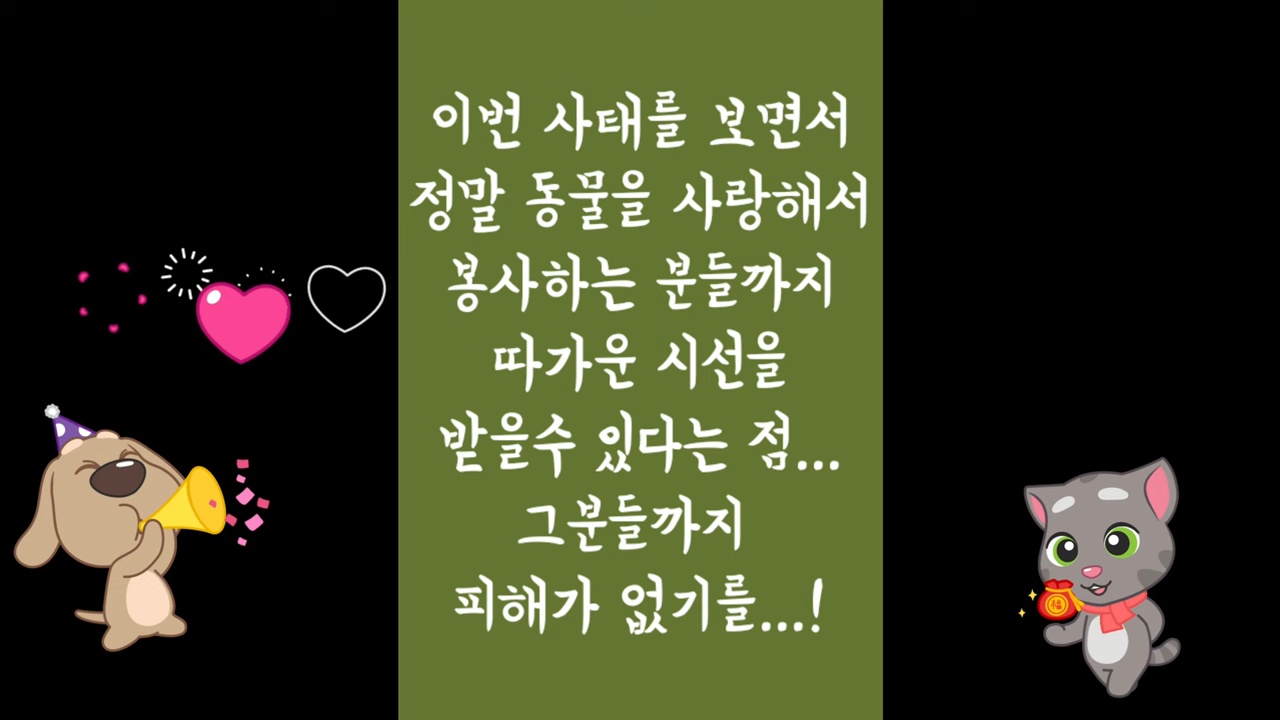 이번 사태를 보면서
정말 동물을 사랑해서
봉사하는 분들까지
따가운 시선을
받을수 있다는 점...
그분들까지
피해가 없기를...!
福